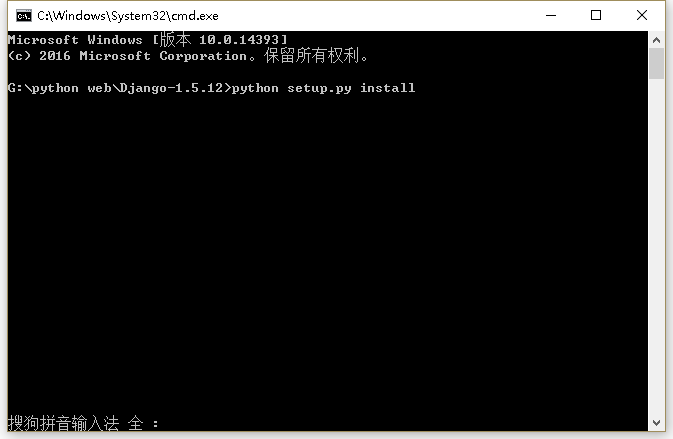 C:\Windows\System32\cmd.exe
Microsoft Windows [版本 10.0.14393]
(c) 2016 Microsoft Corporation。保留所有权利。
G:\python web\Django-1.5.12>python setup.py install
搜狗拼音输入法 全 :